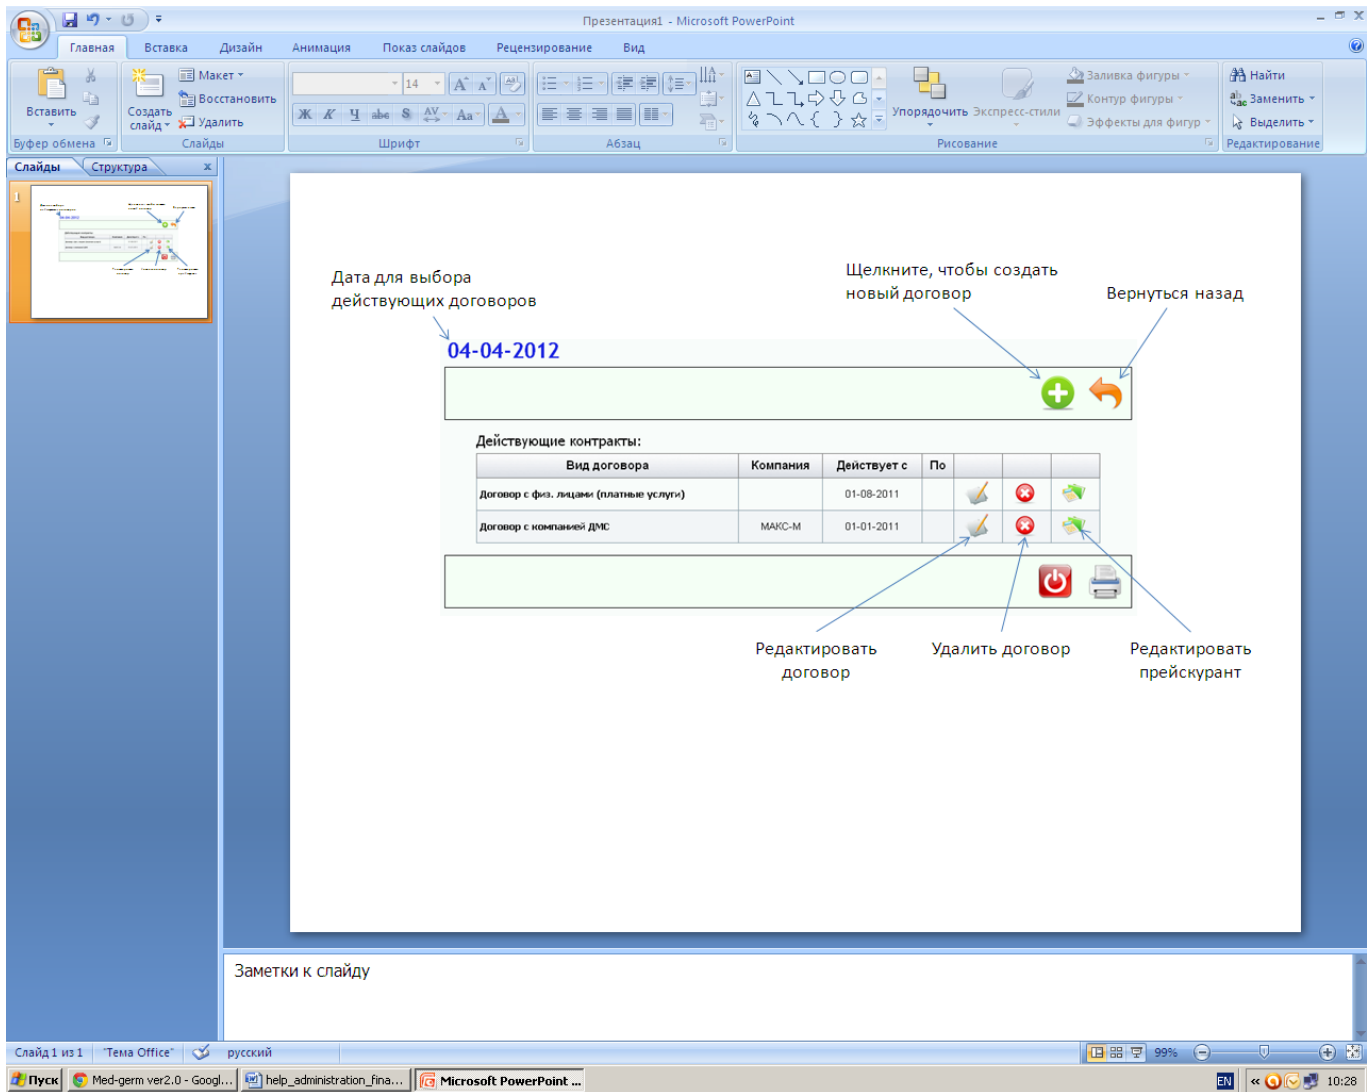 Презентация1 - Microsoft PowerPoint
Главная Вставка Дизайн Анимация Показ слайдов Рецензирование Вид
Вставить
Создать слайд
Макет
Восстановить
Удалить
14
Ж К Ч abc S AV Aa A
Упорядочить Экспресс-стили
Заливка фигуры
Контур фигуры
Эффекты для фигур
Найти
Заменить
Выделить
Буфер обмена Слайды Шрифт Абзац Рисование Редактирование
Слайды Структура x
1
Дата для выбора
действующих договоров
Щелкните, чтобы создать
новый договор
Вернуться назад
04-04-2012
Действующие контракты:
Вид договора Компания Действует с По
Договор с физ. лицами (платные услуги) 01-08-2011
Договор с компанией ДМС МАКС-М 01-01-2011
Редактировать
договор
Удалить договор
Редактировать
прейскурант
Заметки к слайду
Слайд 1 из 1 "Тема Office" русский 99%
Пуск Med-germ ver2.0 - Googl... help_administration_fina... Microsoft PowerPoint ... EN « 10:28